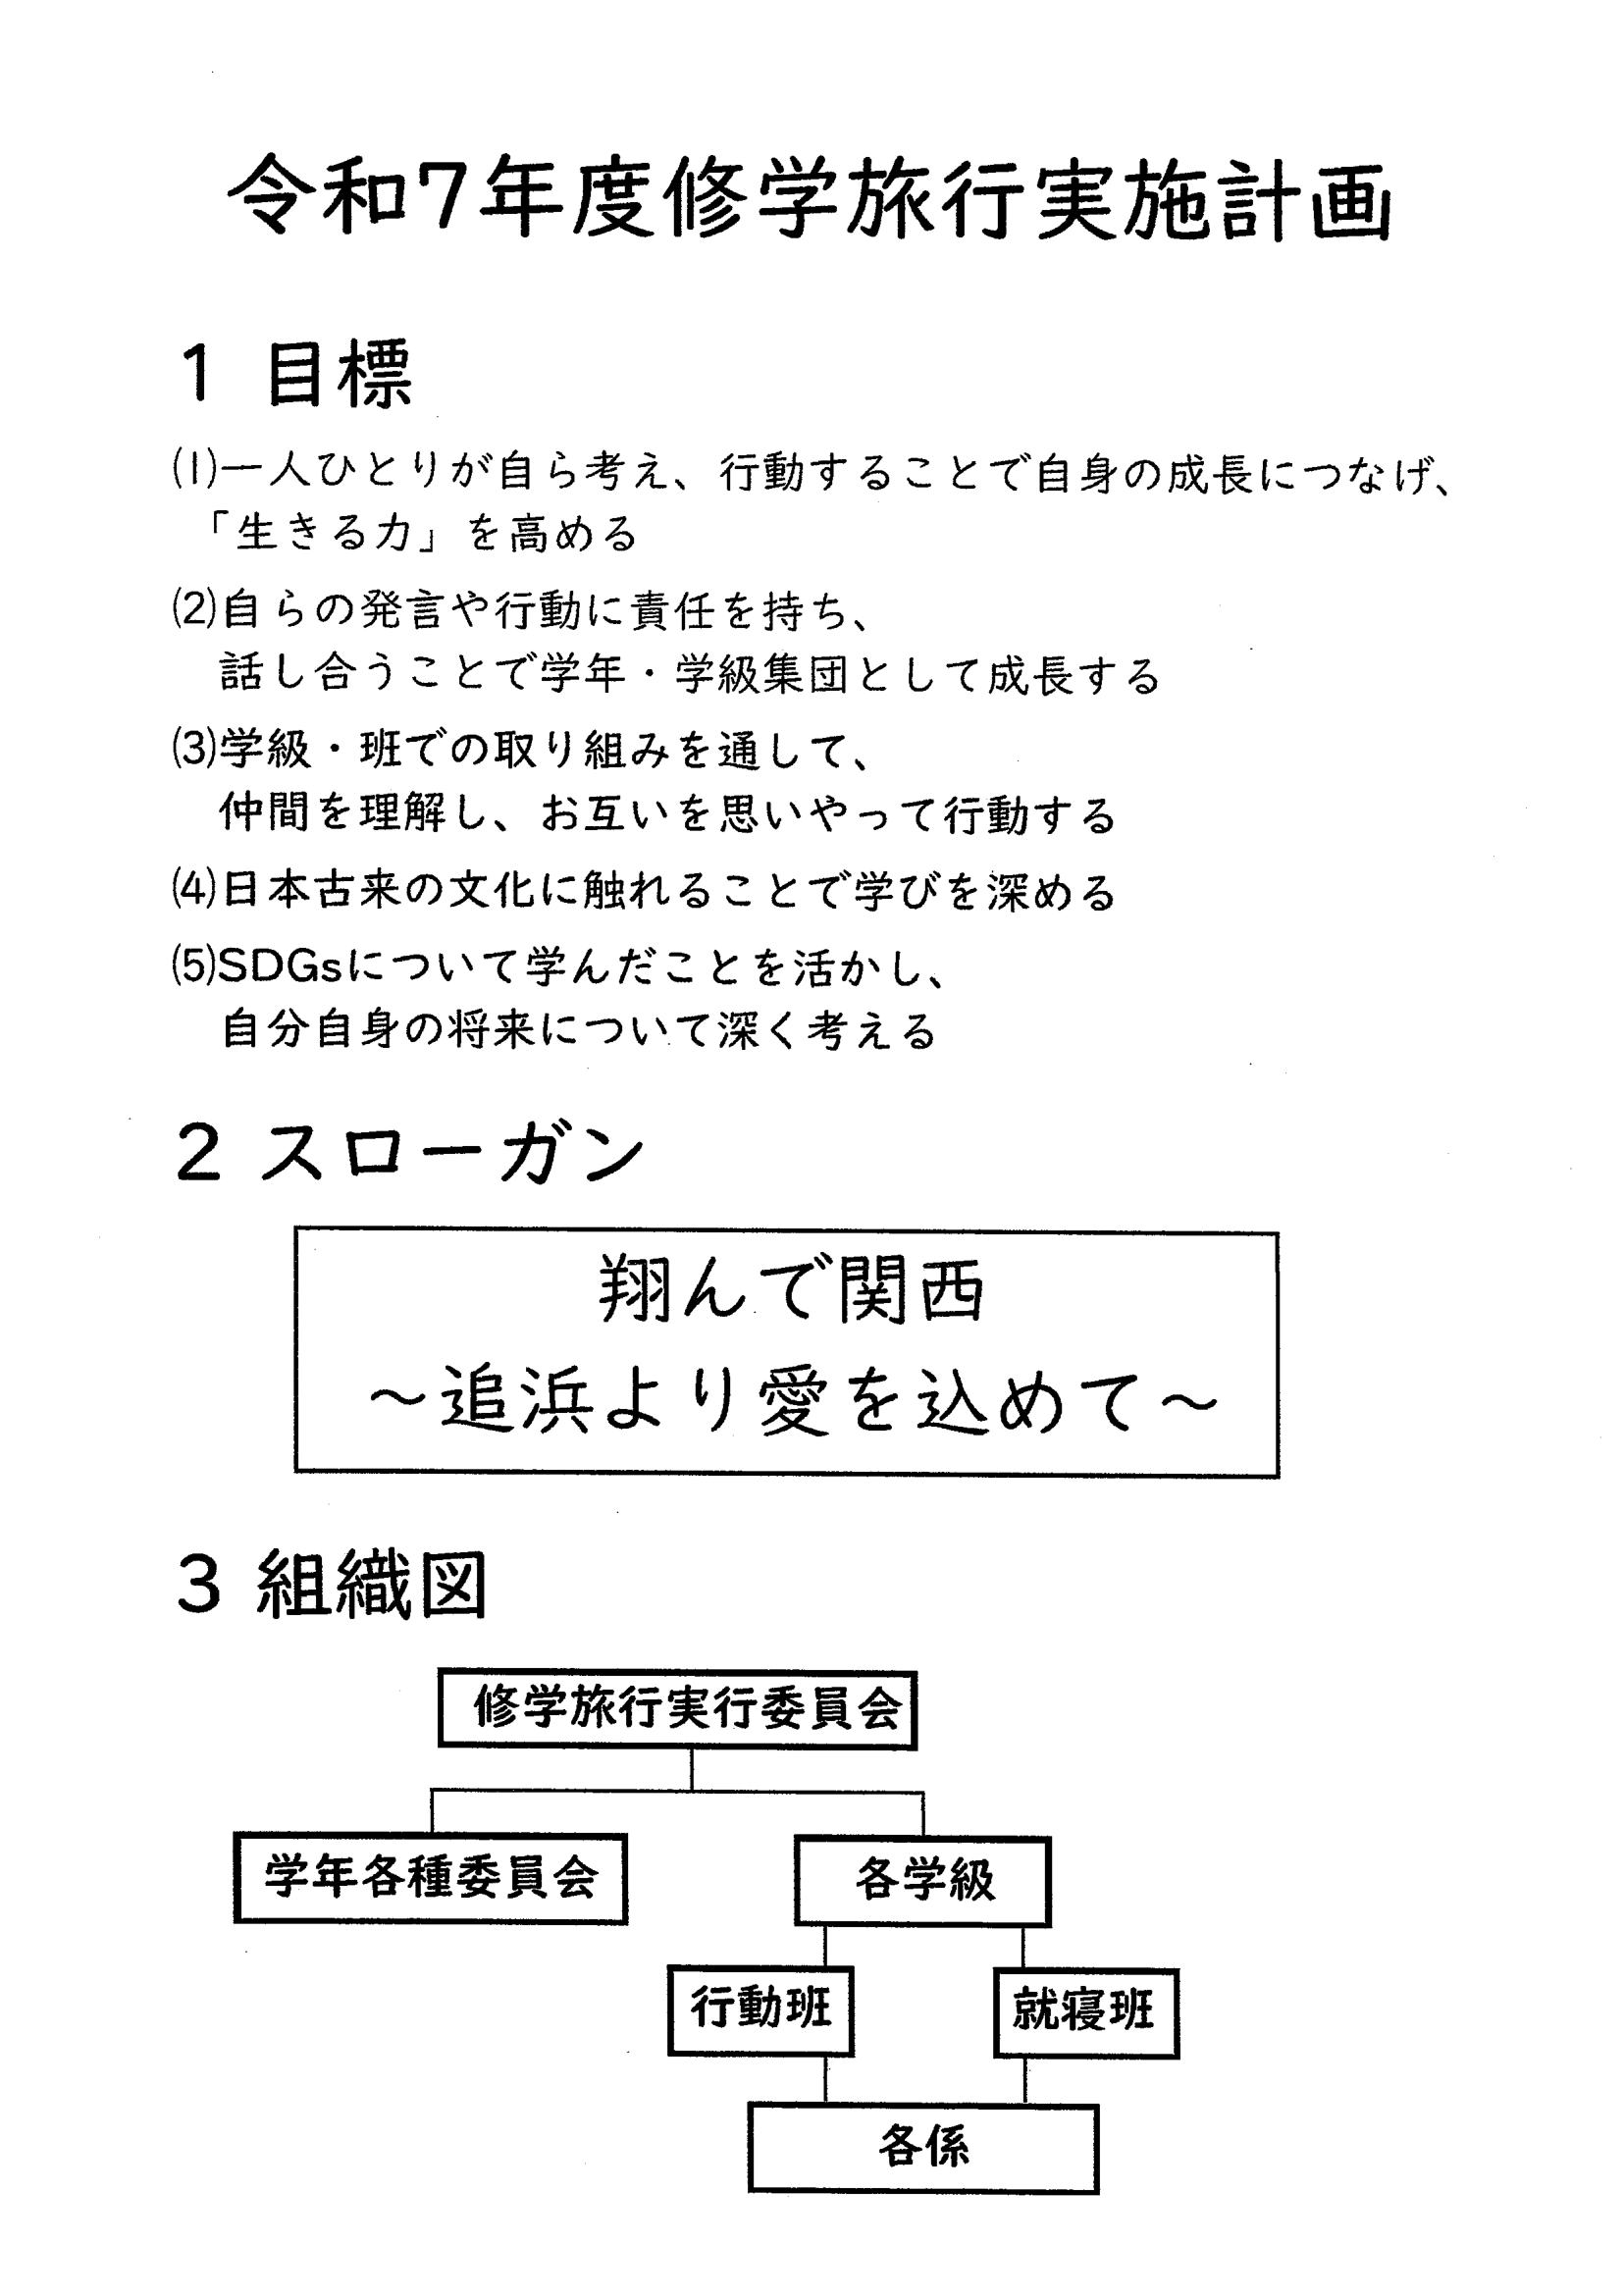 令和7年度修学旅行実施計画
1 目標
⑴一人ひとりが自ら考え、行動することで自身の成長につなげ、
「生きる力」を高める
⑵自らの発言や行動に責任を持ち、
話し合うことで学年・学級集団として成長する
⑶学級・班での取り組みを通して、
仲間を理解し、お互いを思いやって行動する
⑷日本古来の文化に触れることで学びを深める
⑸SDGsについて学んだことを活かし、
自分自身の将来について深く考える
2 スローガン
翔んで関西
～追浜より愛を込めて～
3 組織図
修学旅行実行委員会
学年各種委員会
各学級
行動班
就寝班
各係